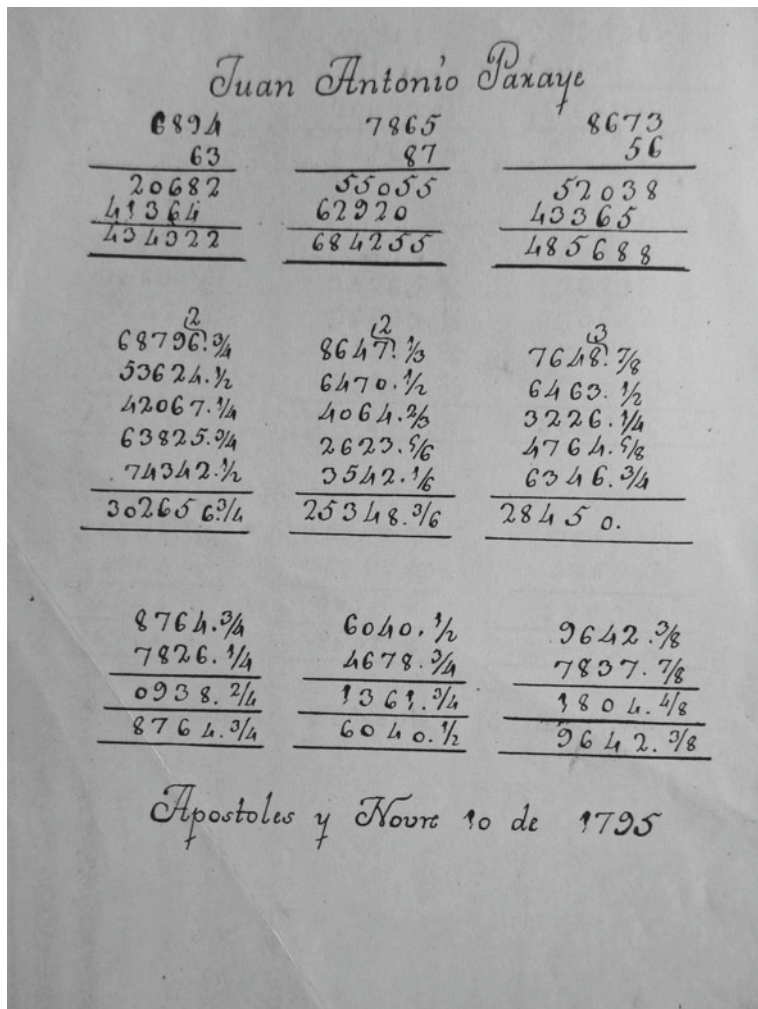 Juan Antonio Paraye
6894 7865 8673
63 87 56
20682 55055 52038
41364 62920 43365
434322 684255 485688
2 2 3
68796.3/4 8647.1/3 7648.7/8
53624.1/2 6470.1/2 6463.1/2
42067.1/4 4064.2/3 3226.1/4
63825.3/4 2623.5/6 4764.5/8
74342.1/2 3542.1/6 6346.3/4
302656.3/4 25348.3/6 28450.
8764.3/4 6040.1/2 9642.3/8
7826.1/4 4678.3/4 7837.7/8
0938.2/4 1361.3/4 1804.4/8
8764.3/4 6040.1/2 9642.3/8
Apostoles y Novre 10 de 1795